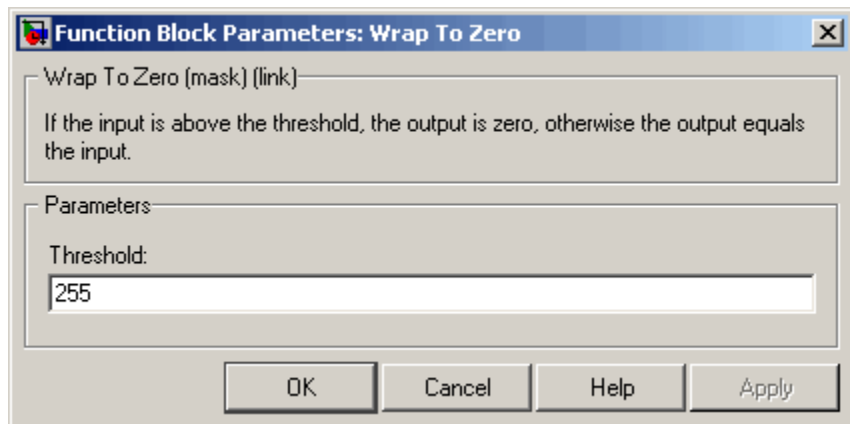 Function Block Parameters: Wrap To Zero
Wrap To Zero (mask) (link)
If the input is above the threshold, the output is zero, otherwise the output equals
the input.
Parameters
Threshold:
255
OK
Cancel
Help
Apply